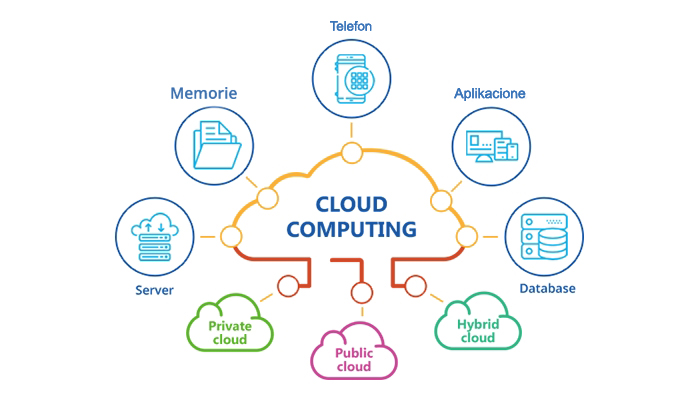 Telefon
Memorie
Aplikacione
CLOUD
COMPUTING
Server
Database
Private
cloud
Public
cloud
Hybrid
cloud